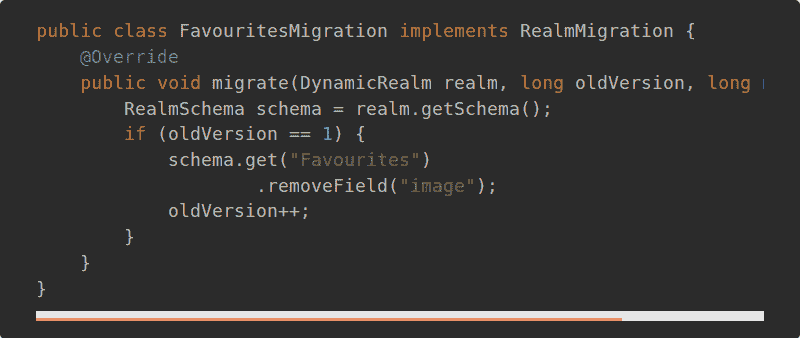 public class FavouritesMigration implements RealmMigration {
    @Override
    public void migrate(DynamicRealm realm, long oldVersion, long
        RealmSchema schema = realm.getSchema();
        if (oldVersion == 1) {
            schema.get("Favourites")
                    .removeField("image");
            oldVersion++;
        }
    }
}